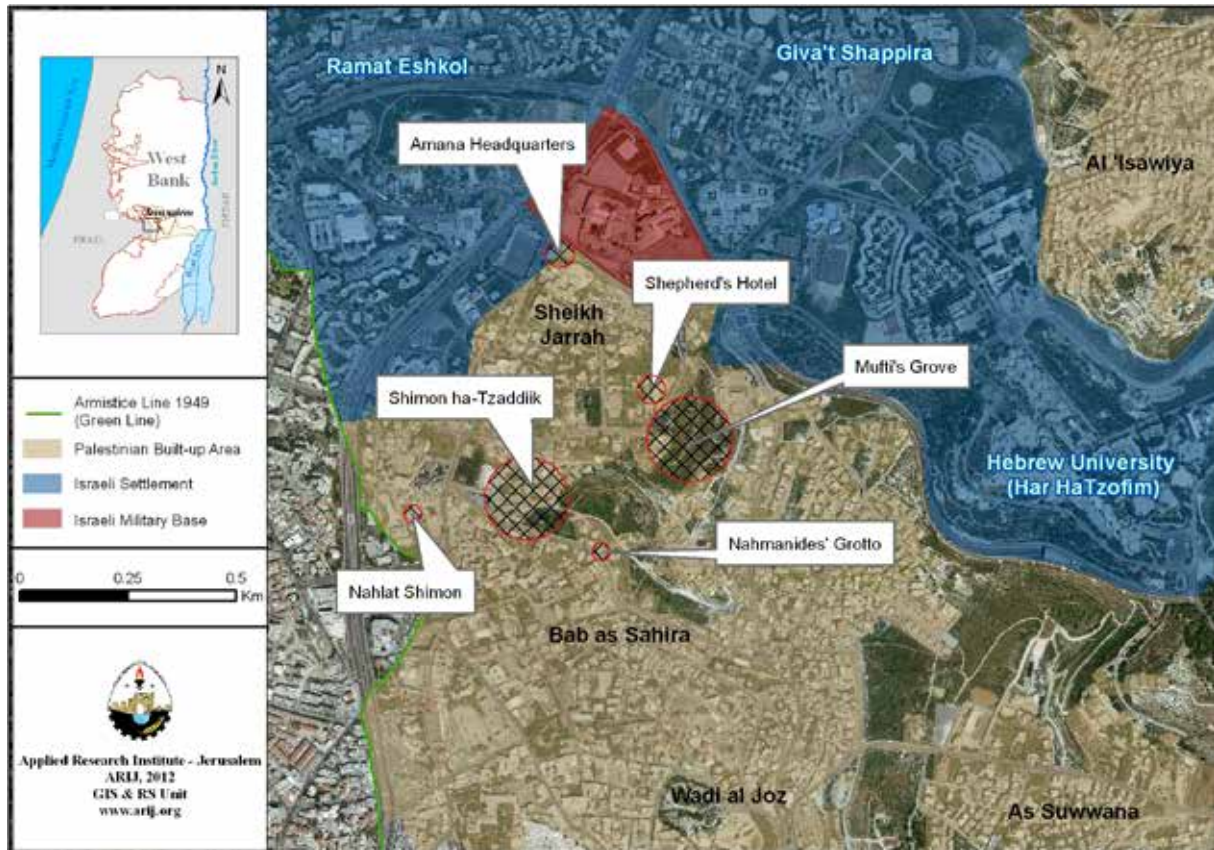 N
West
Bank
Jerusalem
Armistice Line 1949
(Green Line)
Palestinian Built-up Area
Israeli Settlement
Israeli Military Base
0 0.25 0.5
Km
Applied Research Institute - Jerusalem
ARIJ, 2012
GIS & RS Unit
www.arij.org
Ramat Eshkol
Giva't Shappira
Amana Headquarters
Al 'Isawiya
Shepherd's Hotel
Sheikh
Jarrah
Mufti's Grove
Shimon ha-Tzaddiik
Hebrew University
(Har HaTzofim)
Nahmanides' Grotto
Nahlat Shimon
Bab as Sahira
Wadi al Joz
As Suwwana